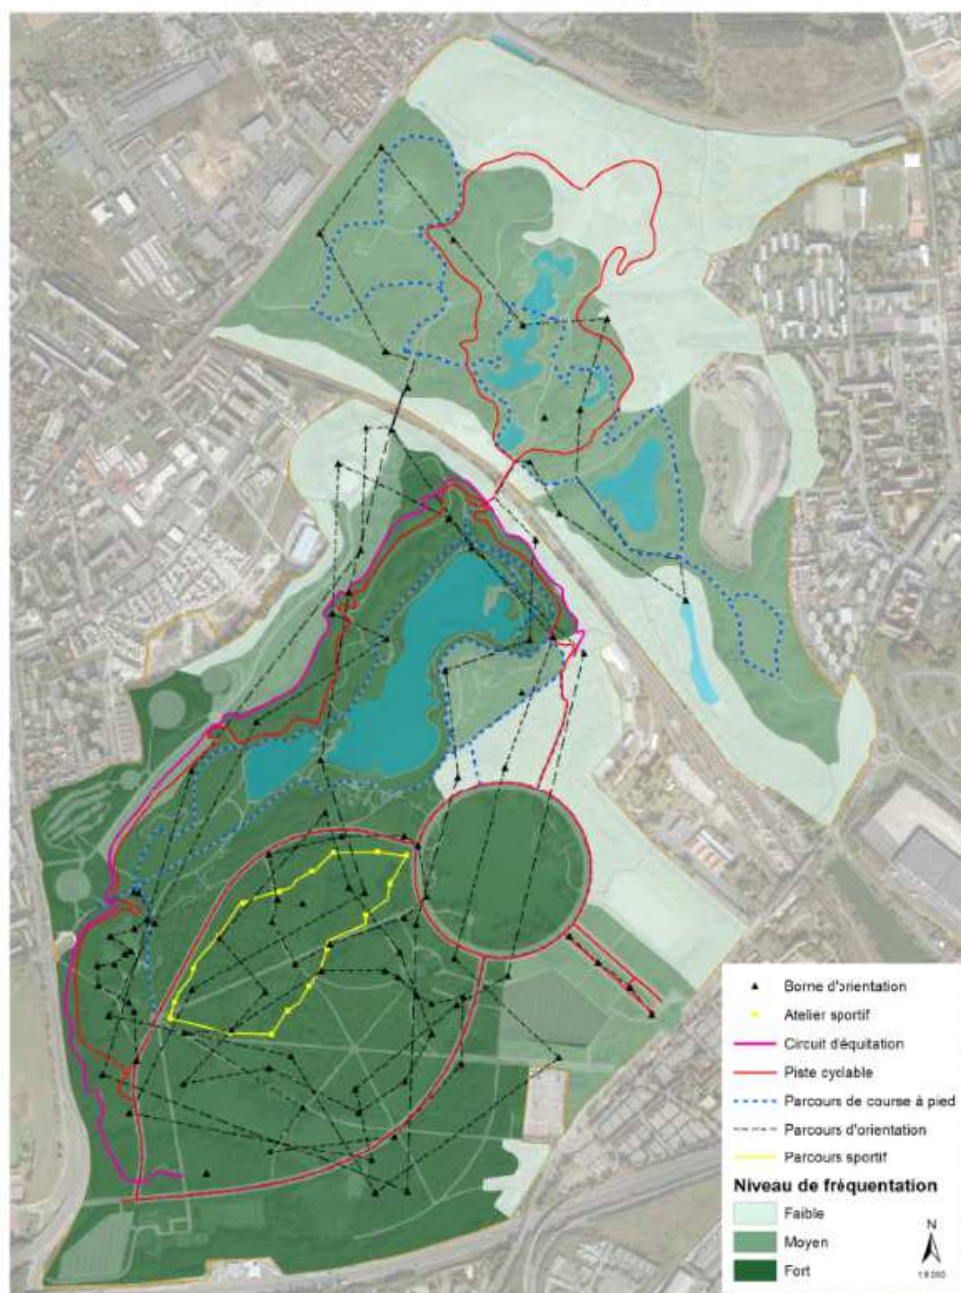 Borne d'orientation
Atelier sportif
Circuit d'équitation
Piste cyclable
Parcours de course à pied
Parcours d'orientation
Parcours sportif
Niveau de fréquentation
Faible
Moyen
Fort
N